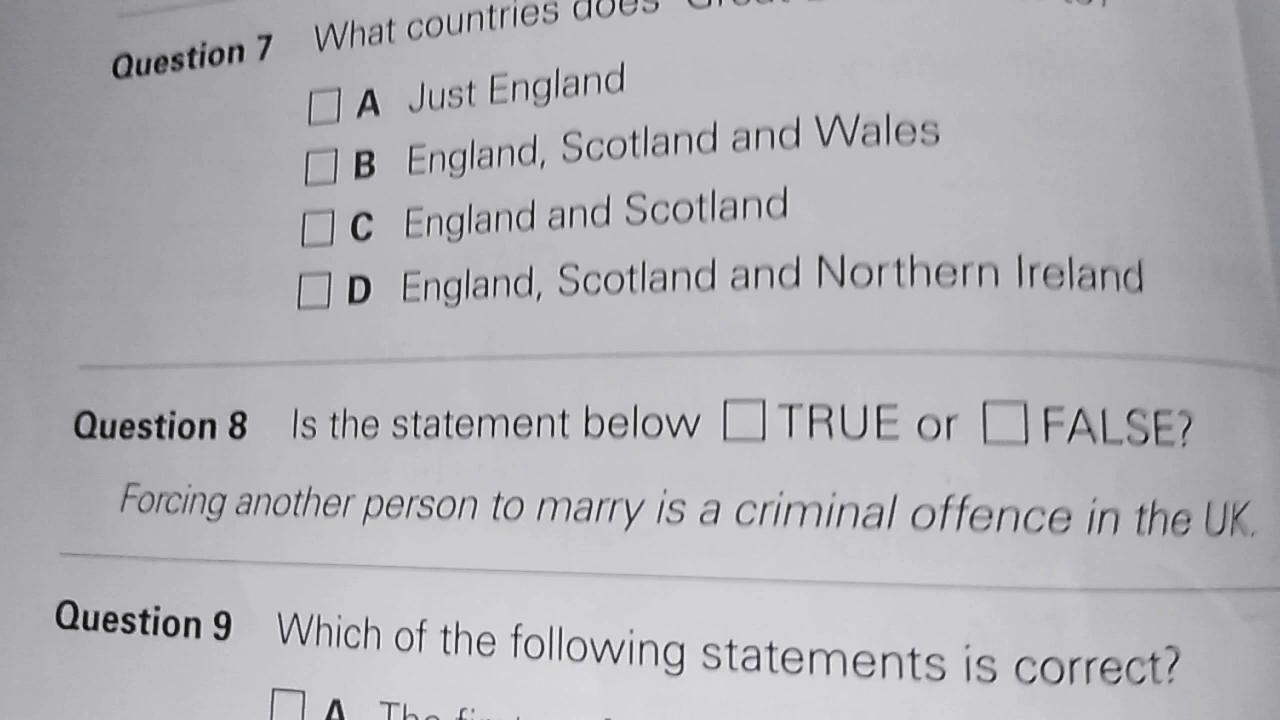 Question 7 What countries does
A Just England
B England, Scotland and Wales
C England and Scotland
D England, Scotland and Northern Ireland
Question 8 Is the statement below TRUE or FALSE?
Forcing another person to marry is a criminal offence in the UK.
Question 9 Which of the following statements is correct?
A The